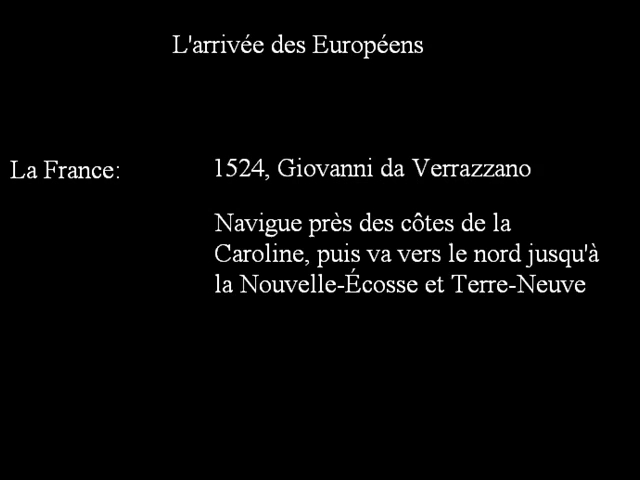 L'arrivée des Européens
La France:
1524, Giovanni da Verrazzano
Navigue près des côtes de la
Caroline, puis va vers le nord jusqu'à
la Nouvelle-Écosse et Terre-Neuve